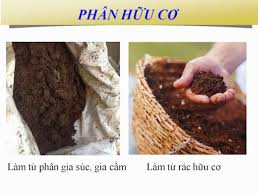 PHÂN HỮU CƠ
Làm từ phân gia súc, gia cầm
Làm từ rác hữu cơ